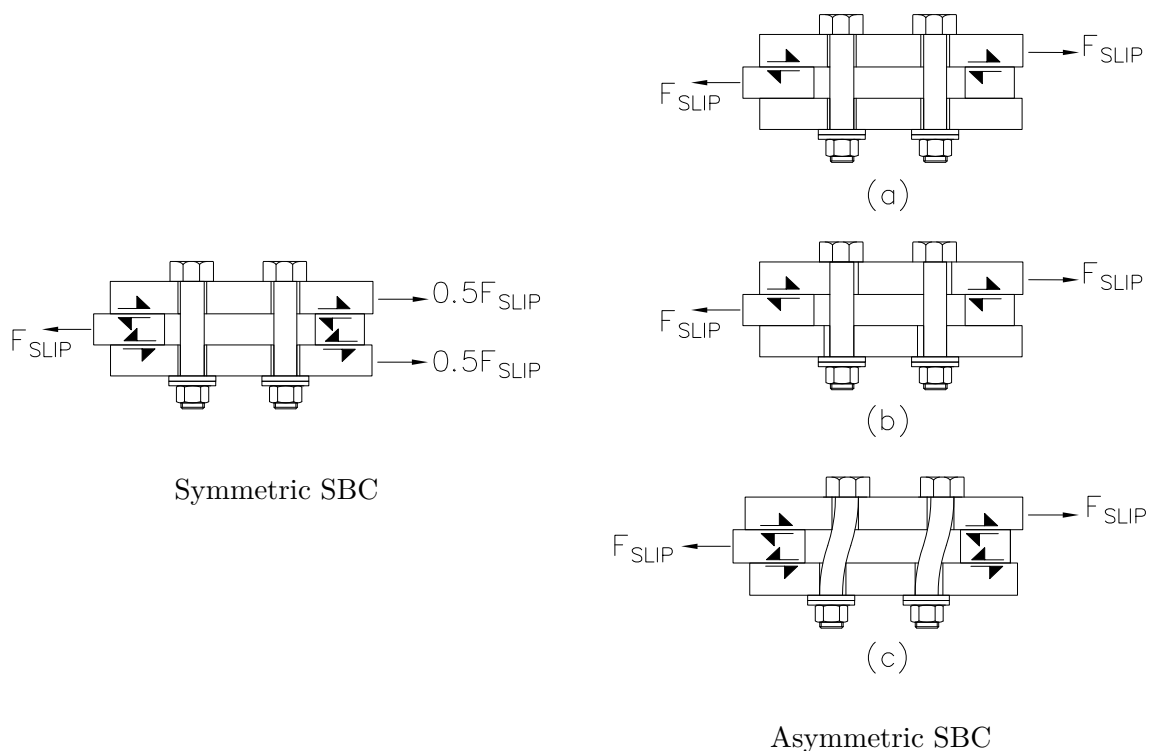 F_SLIP
F_SLIP
(a)
F_SLIP
F_SLIP
(b)
F_SLIP
F_SLIP
(c)
0.5F_SLIP
F_SLIP
0.5F_SLIP
Symmetric SBC
Asymmetric SBC